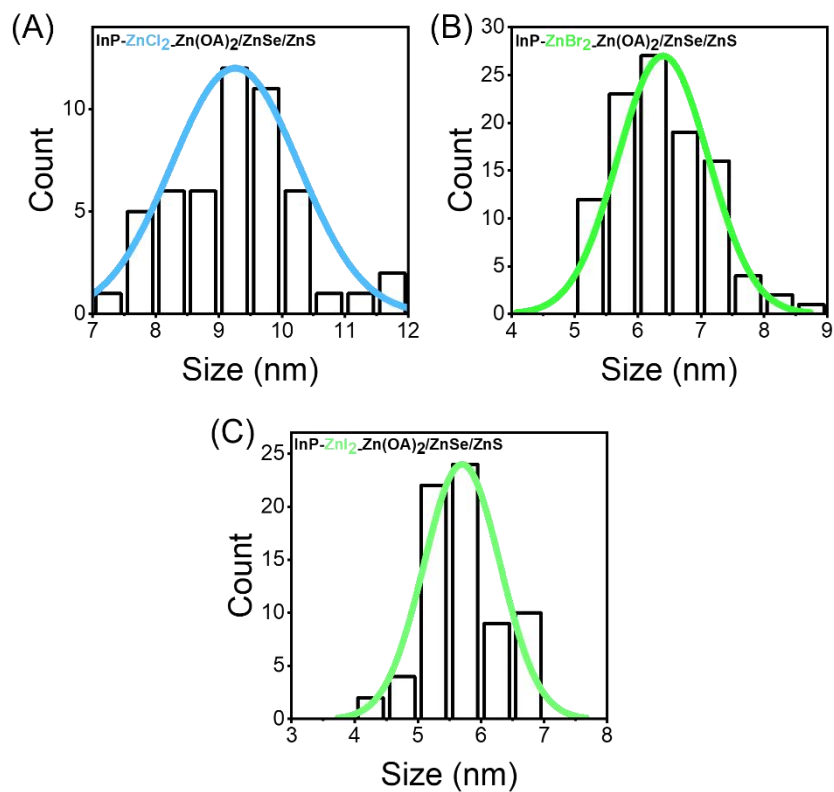 (A)
InP-ZnCl2-Zn(OA)2/ZnSe/ZnS
Count
10
5
0
7 8 9 10 11 12
Size (nm)
(B)
InP-ZnBr2-Zn(OA)2/ZnSe/ZnS
Count
30
25
20
15
10
5
0
4 5 6 7 8 9
Size (nm)
(C)
InP-ZnI2-Zn(OA)2/ZnSe/ZnS
Count
25
20
15
10
5
0
3 4 5 6 7 8
Size (nm)